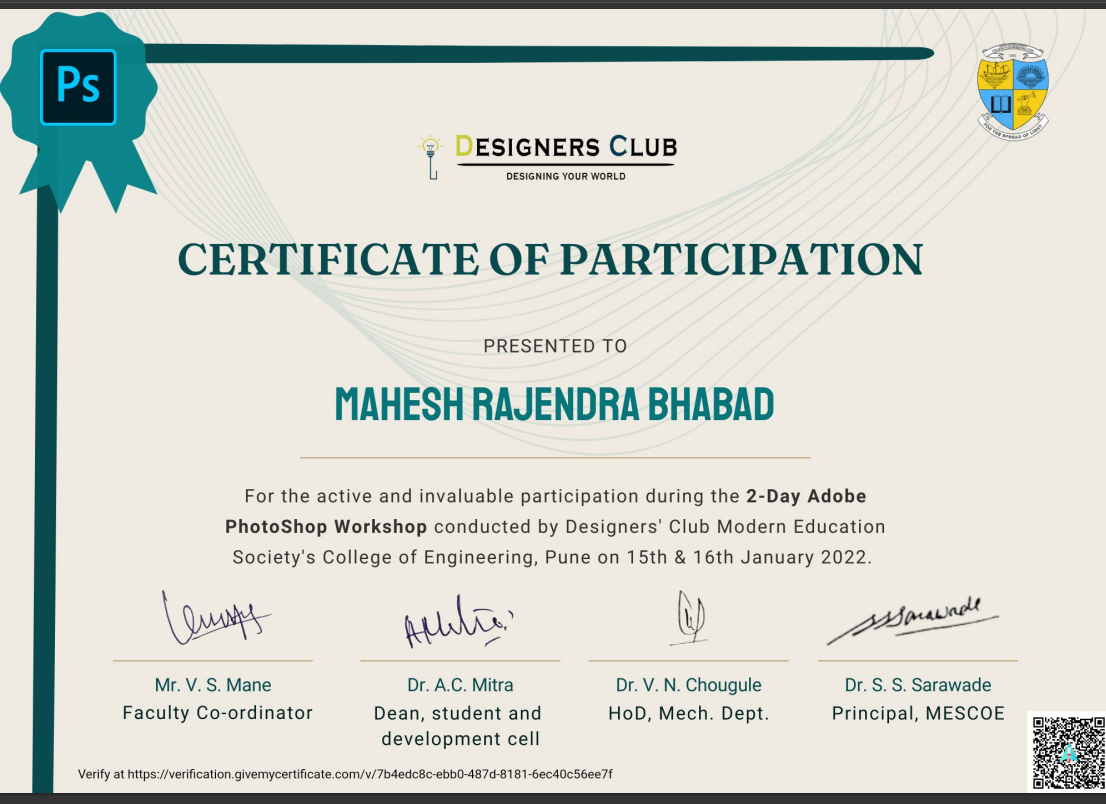 Ps
FOR THE SPREAD OF LIGHT
DESIGNERS CLUB
DESIGNING YOUR WORLD
CERTIFICATE OF PARTICIPATION
PRESENTED TO
MAHESH RAJENDRA BHABAD
For the active and invaluable participation during the 2-Day Adobe
PhotoShop Workshop conducted by Designers' Club Modern Education
Society's College of Engineering, Pune on 15th & 16th January 2022.
SSSarawade
Mr. V. S. Mane
Faculty Co-ordinator
Dr. A.C. Mitra
Dean, student and
development cell
Dr. V. N. Chougule
HoD, Mech. Dept.
Dr. S. S. Sarawade
Principal, MESCOE
Verify at https://verification.givemycertificate.com/v/7b4edc8c-ebb0-487d-8181-6ec40c56ee7f